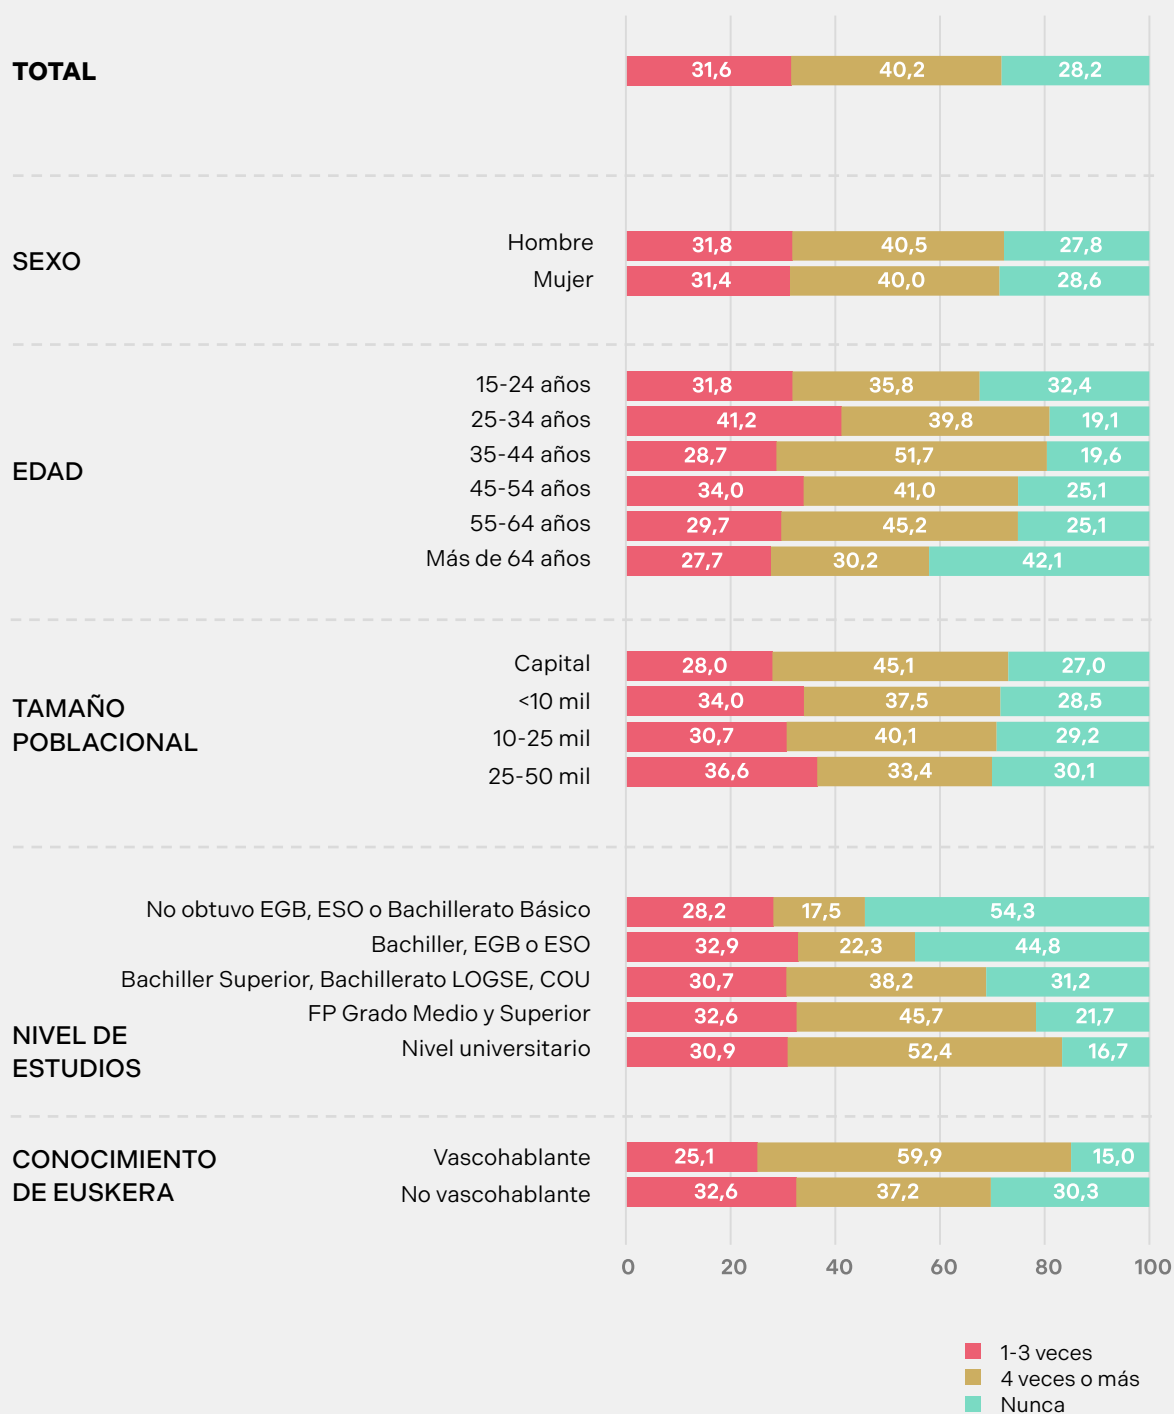 TOTAL
31,6 40,2 28,2
SEXO
Hombre 31,8 40,5 27,8
Mujer 31,4 40,0 28,6
EDAD
15-24 años 31,8 35,8 32,4
25-34 años 41,2 39,8 19,1
35-44 años 28,7 51,7 19,6
45-54 años 34,0 41,0 25,1
55-64 años 29,7 45,2 25,1
Más de 64 años 27,7 30,2 42,1
TAMAÑO
POBLACIONAL
Capital 28,0 45,1 27,0
<10 mil 34,0 37,5 28,5
10-25 mil 30,7 40,1 29,2
25-50 mil 36,6 33,4 30,1
NIVEL DE
ESTUDIOS
No obtuvo EGB, ESO o Bachillerato Básico 28,2 17,5 54,3
Bachiller, EGB o ESO 32,9 22,3 44,8
Bachiller Superior, Bachillerato LOGSE, COU 30,7 38,2 31,2
FP Grado Medio y Superior 32,6 45,7 21,7
Nivel universitario 30,9 52,4 16,7
CONOCIMIENTO
DE EUSKERA
Vascohablante 25,1 59,9 15,0
No vascohablante 32,6 37,2 30,3
0 20 40 60 80 100
1-3 veces
4 veces o más
Nunca